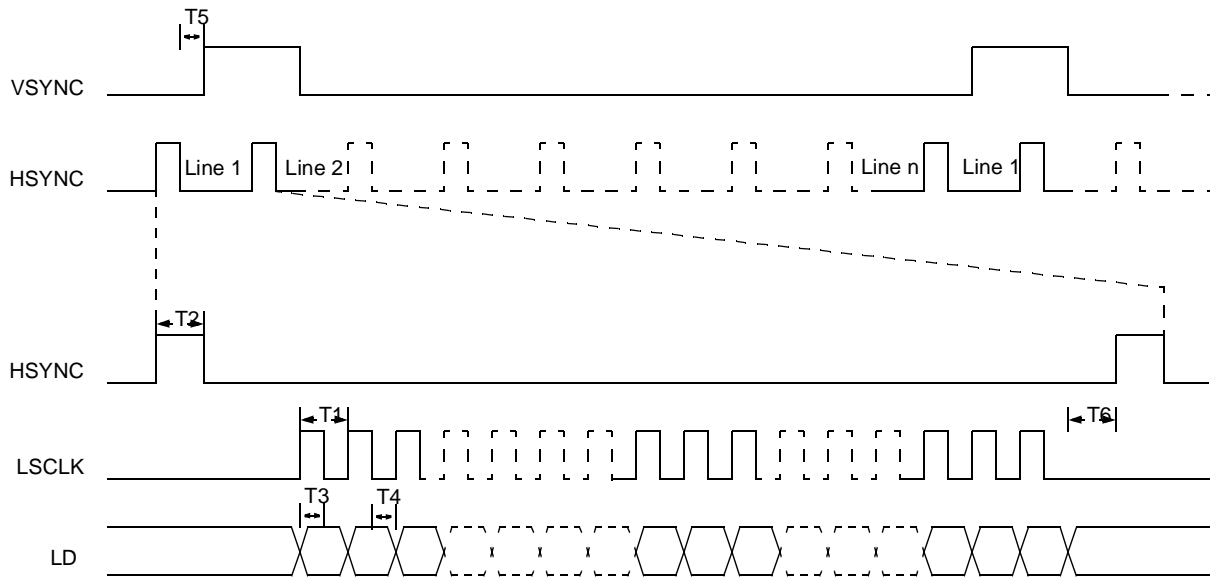 T5
VSYNC
HSYNC
Line 1
Line 2
Line n
Line 1
T2
HSYNC
T1
T6
LSCLK
T3
T4
LD